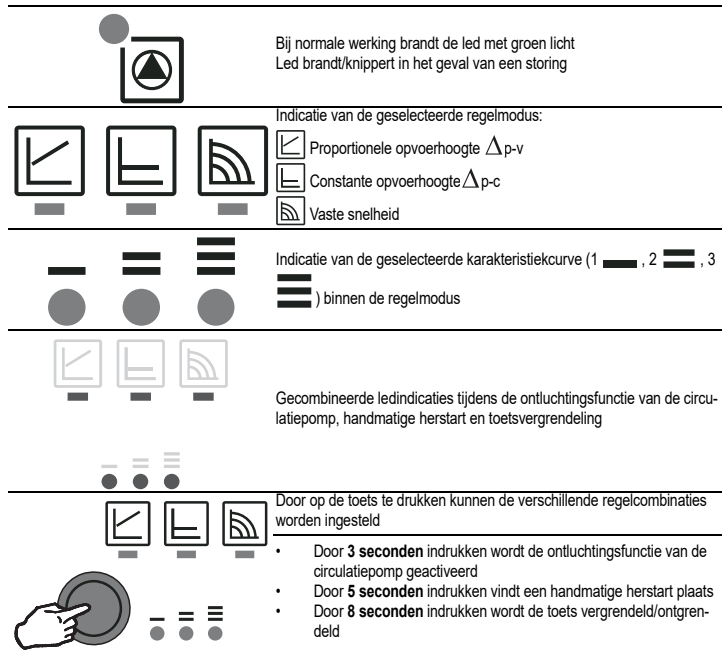 Bij normale werking brandt de led met groen licht
Led brandt/knippert in het geval van een storing
Indicatie van de geselecteerde regelmodus:
Proportionele opvoerhoogte Δp-v
Constante opvoerhoogte Δp-c
Vaste snelheid
Indicatie van de geselecteerde karakteristiekcurve (1 , 2 , 3
) binnen de regelmodus
Gecombineerde ledindicaties tijdens de ontluchtingsfunctie van de circu-
latiepomp, handmatige herstart en toetsvergrendeling
Door op de toets te drukken kunnen de verschillende regelcombinaties
worden ingesteld
• Door 3 seconden indrukken wordt de ontluchtingsfunctie van de
circulatiepomp geactiveerd
• Door 5 seconden indrukken vindt een handmatige herstart plaats
• Door 8 seconden indrukken wordt de toets vergrendeld/ontgren-
deld